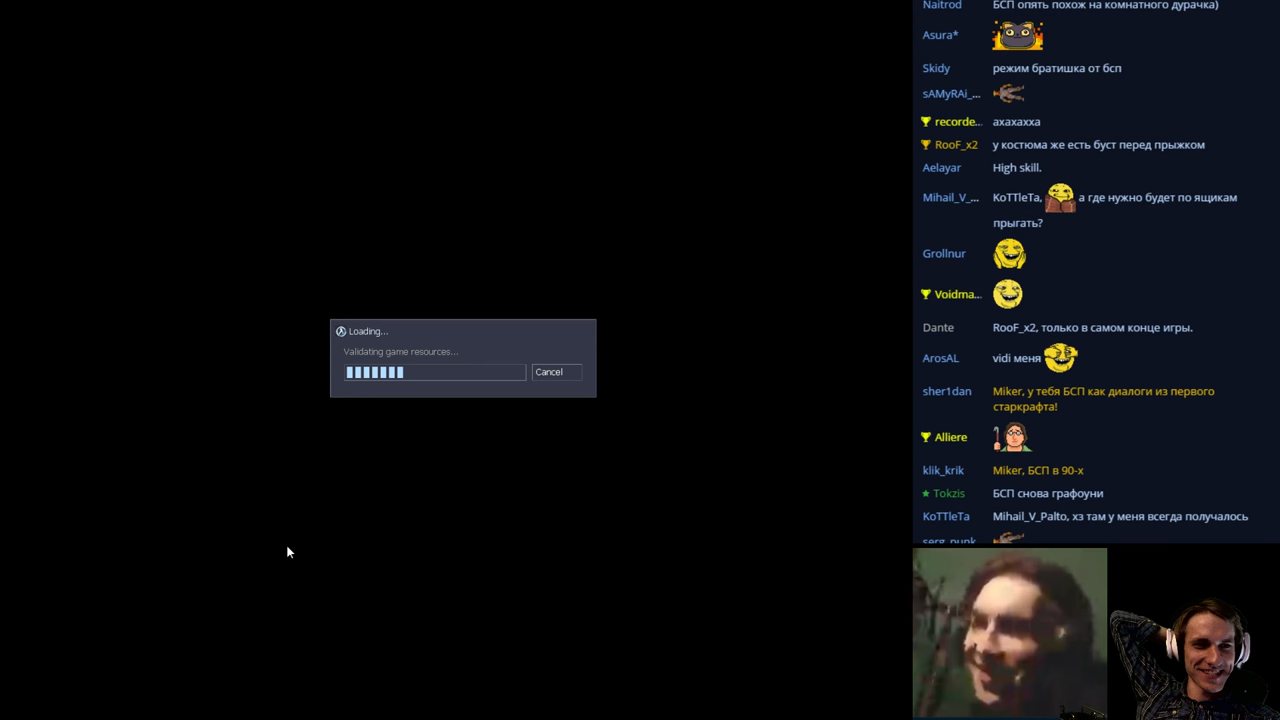 Loading...
Validating game resources...
Cancel
Naitrod БСП опять похож на комнатного дурачка)
Asura*
Skidy режим братишка от бсп
sAMyRAi_...
recorde... ахахахха
RooF_x2 у костюма же есть буст перед прыжком
Aelayar High skill.
Mihail_V_... KoTTleTa, а где нужно будет по ящикам
прыгать?
Grollnur
Voidma...
Dante RooF_x2, только в самом конце игры.
ArosAL vidi меня
sher1dan Miker, у тебя БСП как диалоги из первого
старкрафта!
Alliere
klik_krik Miker, БСП в 90-х
Tokzis БСП снова графоуни
KoTTleTa Mihail_V_Palto, хз там у меня всегда получалось
serg_punk